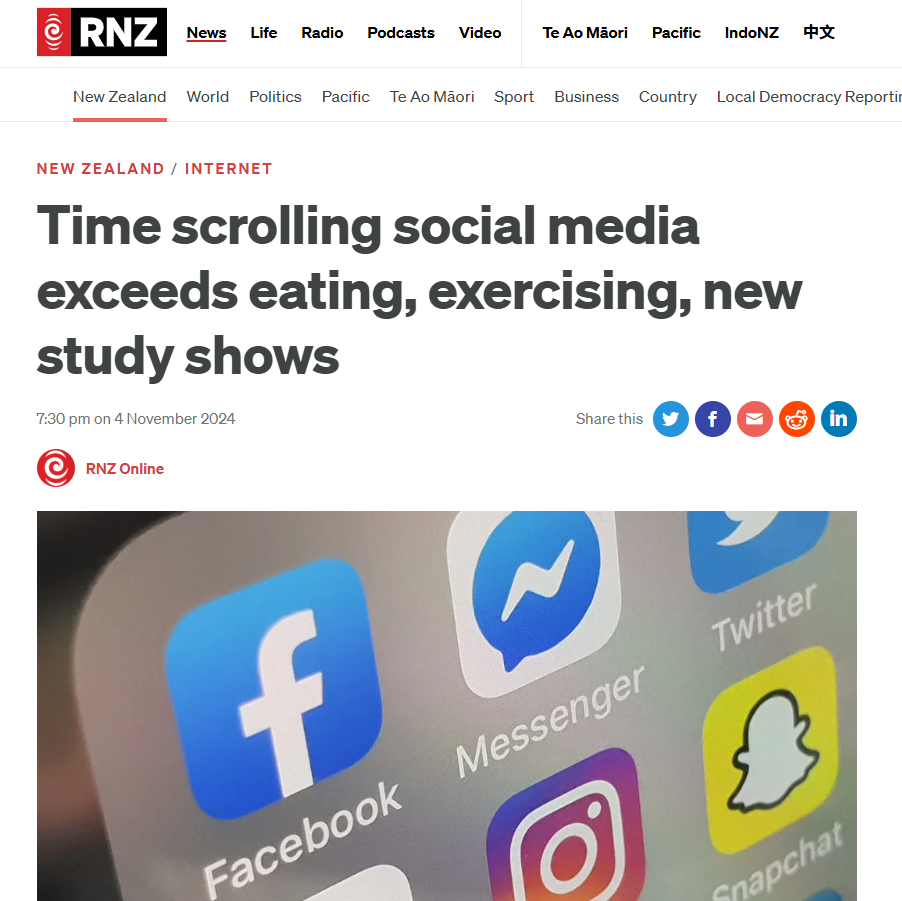 RNZ
News Life Radio Podcasts Video Te Ao Māori Pacific IndoNZ 中文
New Zealand World Politics Pacific Te Ao Māori Sport Business Country Local Democracy Reportin
NEW ZEALAND / INTERNET
Time scrolling social media
exceeds eating, exercising, new
study shows
7:30 pm on 4 November 2024
Share this
RNZ Online
Twitter
Messenger
Facebook
Snapchat